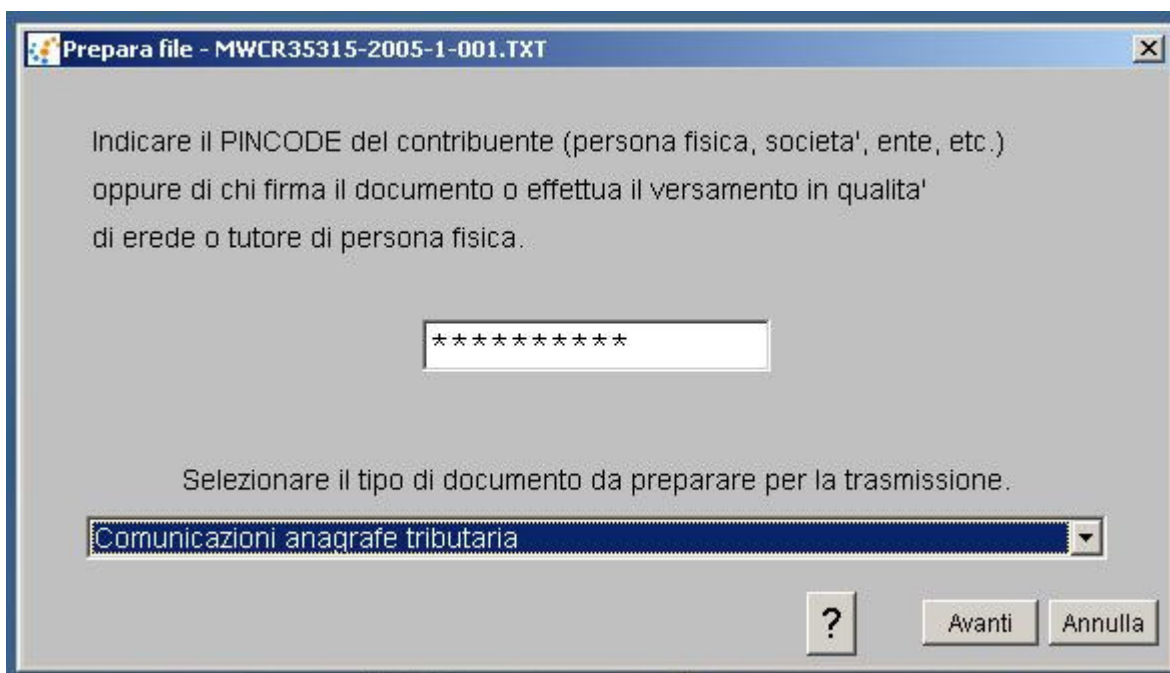 Prepara file - MWCR35315-2005-1-001.TXT
Indicare il PINCODE del contribuente (persona fisica, societa', ente, etc.)
oppure di chi firma il documento o effettua il versamento in qualita'
di erede o tutore di persona fisica.
**********
Selezionare il tipo di documento da preparare per la trasmissione.
Comunicazioni anagrafe tributaria
? Avanti Annulla